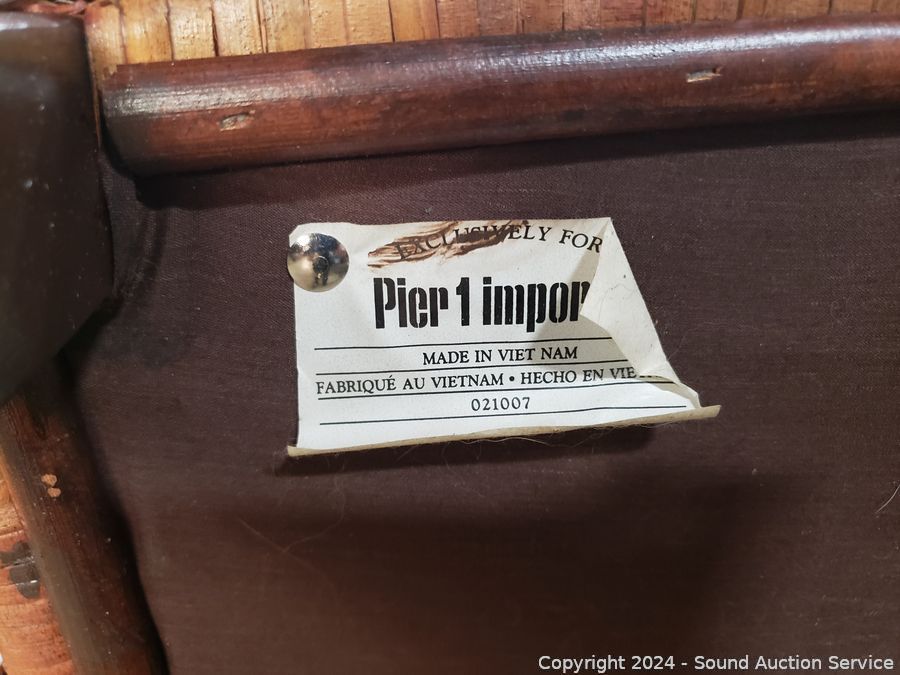 EXCLUSIVELY FOR
Pier 1 impor
MADE IN VIET NAM
FABRIQUÉ AU VIETNAM • HECHO EN VIE
021007
Copyright © 2024 - Sound Auction Service